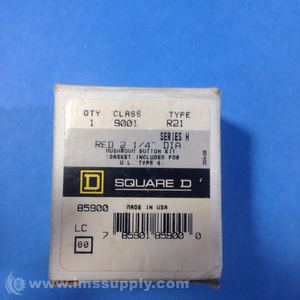 QTY CLASS TYPE
1 9001 R21
SERIES H
RED 2 1/4" DIA.
MUSHROOM BUTTON KIT
(GASKET INCLUDED FOR
U.L. TYPE 4)
D SQUARE D
85900 MADE IN USA
LC
80
7 85901 85900 0
© www.imssupply.com